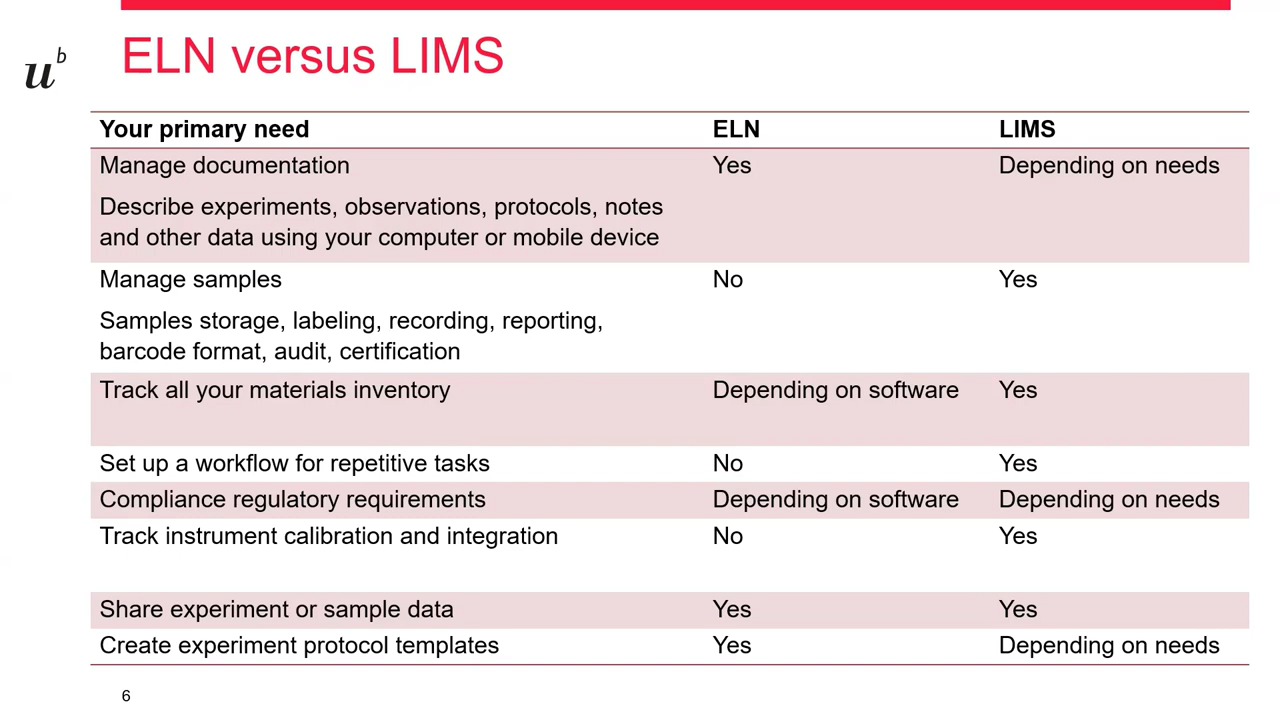 u b
ELN versus LIMS
Your primary need ELN LIMS
Manage documentation Yes Depending on needs
Describe experiments, observations, protocols, notes
and other data using your computer or mobile device
Manage samples No Yes
Samples storage, labeling, recording, reporting,
barcode format, audit, certification
Track all your materials inventory Depending on software Yes
Set up a workflow for repetitive tasks No Yes
Compliance regulatory requirements Depending on software Depending on needs
Track instrument calibration and integration No Yes
Share experiment or sample data Yes Yes
Create experiment protocol templates Yes Depending on needs
6